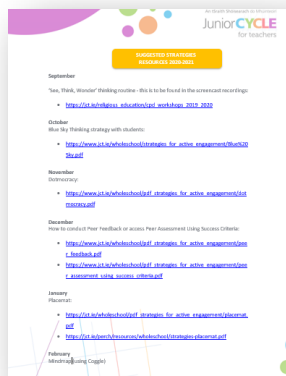 An Roinn Oideachais
JuniorCYCLE
for teachers
SUGGESTED STRATEGIES
RESOURCES 2020-2021
September
'See, Think, Wonder' thinking routine - this is to be found in the screencast recordings:
https://jct.ie/religious_education/cpd_workshops_2019_2020
October
Blue Sky Thinking strategy with students:
https://www.jct.ie/wholeschool/strategies_for_active_engagement/Blue%20
Sky.pdf
November
Dotmocracy:
https://www.jct.ie/wholeschool/pdf_strategies_for_active_engagement/dot
mocracy.pdf
December
How to conduct Peer Feedback or access Peer Assessment Using Success Criteria:
https://www.jct.ie/wholeschool/pdf_strategies_for_active_engagement/pee
r_feedback.pdf
https://www.jct.ie/wholeschool/pdf_strategies_for_active_engagement/pee
r_assessment_using_success_criteria.pdf
January
Placemat:
https://jct.ie/wholeschool/pdf_strategies_for_active_engagement/placemat.
pdf
https://jct.ie/perch/resources/wholeschool/strategies-placemat.pdf
February
Mindmap(using Coggle)